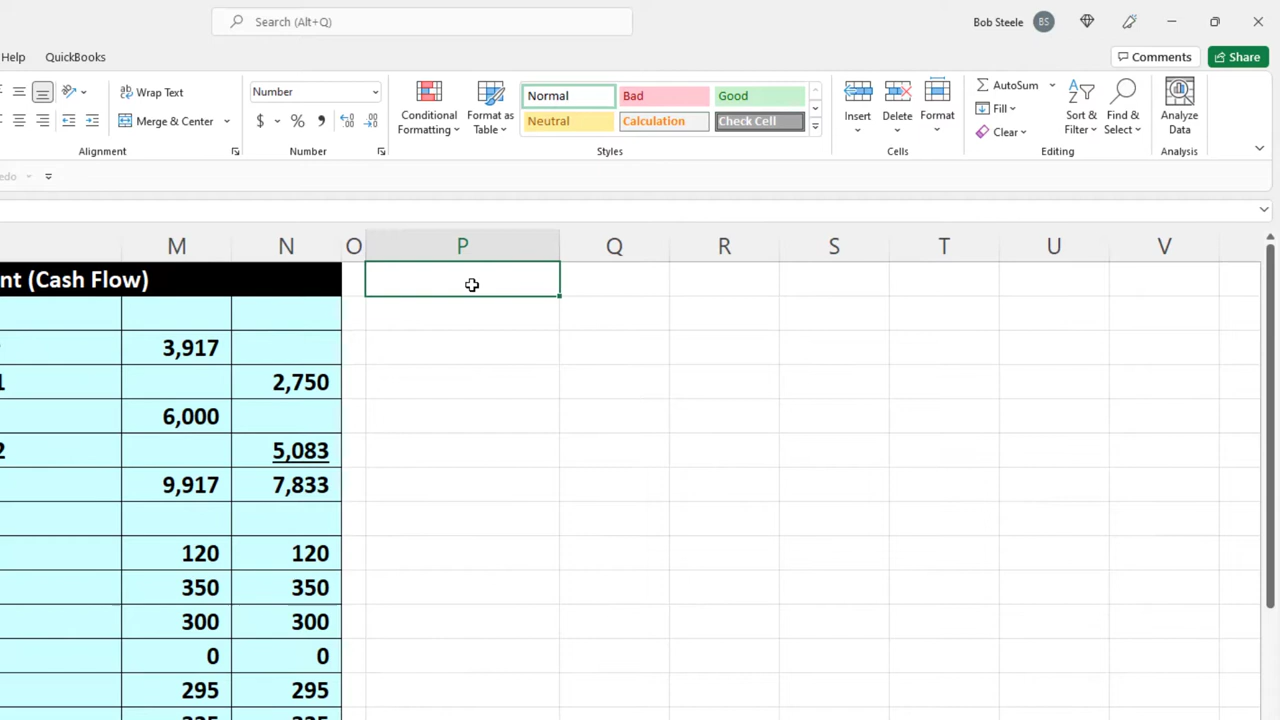 Search (Alt+Q)
Bob Steele BS
Help QuickBooks
Comments Share
Wrap Text
Number
Conditional Formatting
Format as Table
Normal Bad Good
AutoSum
Fill
Clear
Insert Delete Format
Sort & Filter
Find & Select
Analyze Data
Merge & Center
$ % ,
Neutral Calculation Check Cell
Alignment Number Styles Cells Editing Analysis
edo
M N O P Q R S T U V
nt (Cash Flow)
3,917
1 2,750
6,000
2 5,083
9,917 7,833
120 120
350 350
300 300
0 0
295 295